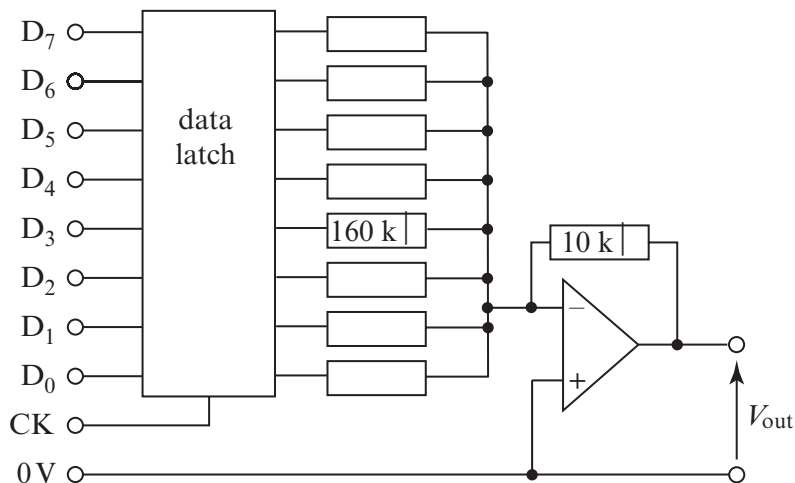 D₇
D₆
D₅
D₄
D₃
D₂
D₁
D₀
CK
0 V
data
latch
160 k
10 k
−
+
Vout